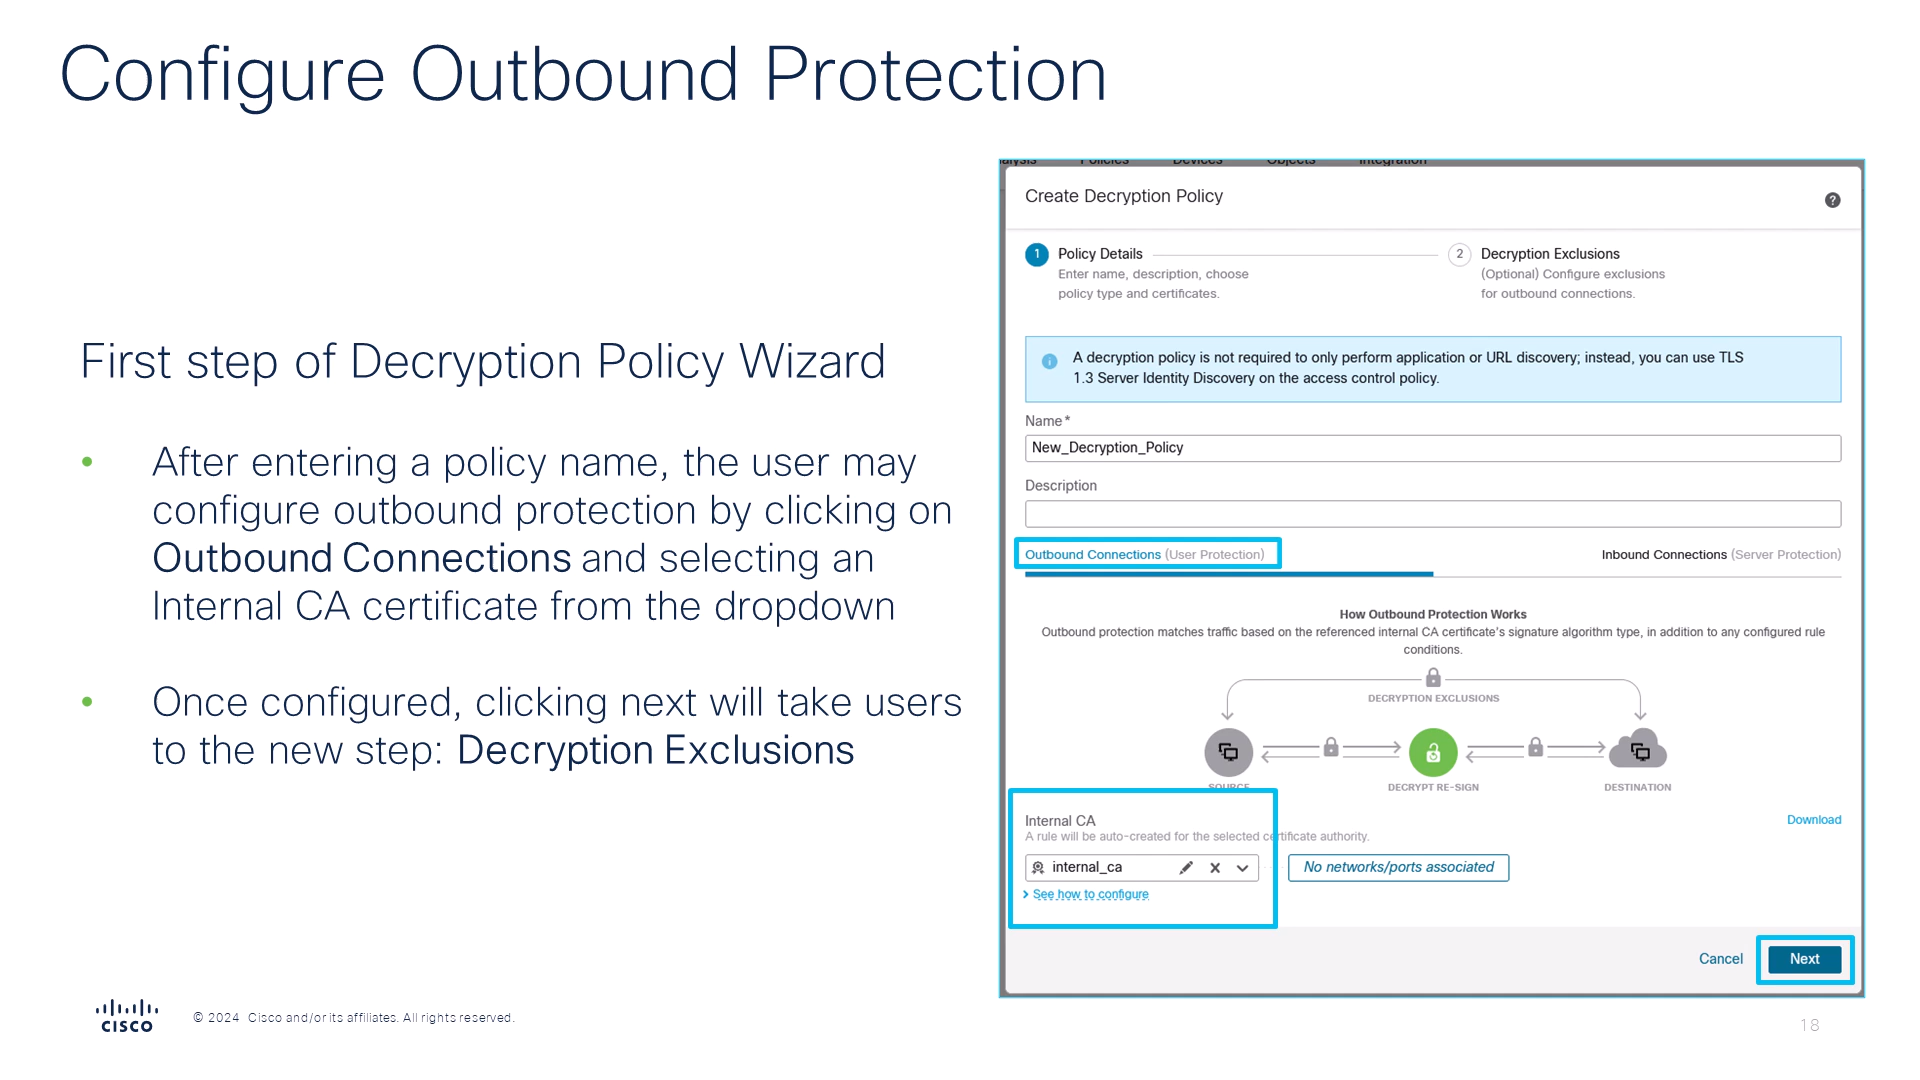 Configure Outbound Protection
First step of Decryption Policy Wizard
• After entering a policy name, the user may
configure outbound protection by clicking on
Outbound Connections and selecting an
Internal CA certificate from the dropdown
• Once configured, clicking next will take users
to the new step: Decryption Exclusions
alysis Policies Devices Objects Integration
Create Decryption Policy
?
1 Policy Details
Enter name, description, choose
policy type and certificates.
2 Decryption Exclusions
(Optional) Configure exclusions
for outbound connections.
A decryption policy is not required to only perform application or URL discovery; instead, you can use TLS
1.3 Server Identity Discovery on the access control policy.
Name*
New_Decryption_Policy
Description
Outbound Connections (User Protection)
Inbound Connections (Server Protection)
How Outbound Protection Works
Outbound protection matches traffic based on the referenced internal CA certificate's signature algorithm type, in addition to any configured rule
conditions.
DECRYPTION EXCLUSIONS
SOURCE
DECRYPT RE-SIGN
DESTINATION
Internal CA
Download
A rule will be auto-created for the selected certificate authority.
internal_ca
No networks/ports associated
> See how to configure
Cancel
Next
CISCO
© 2024 Cisco and/or its affiliates. All rights reserved.
18